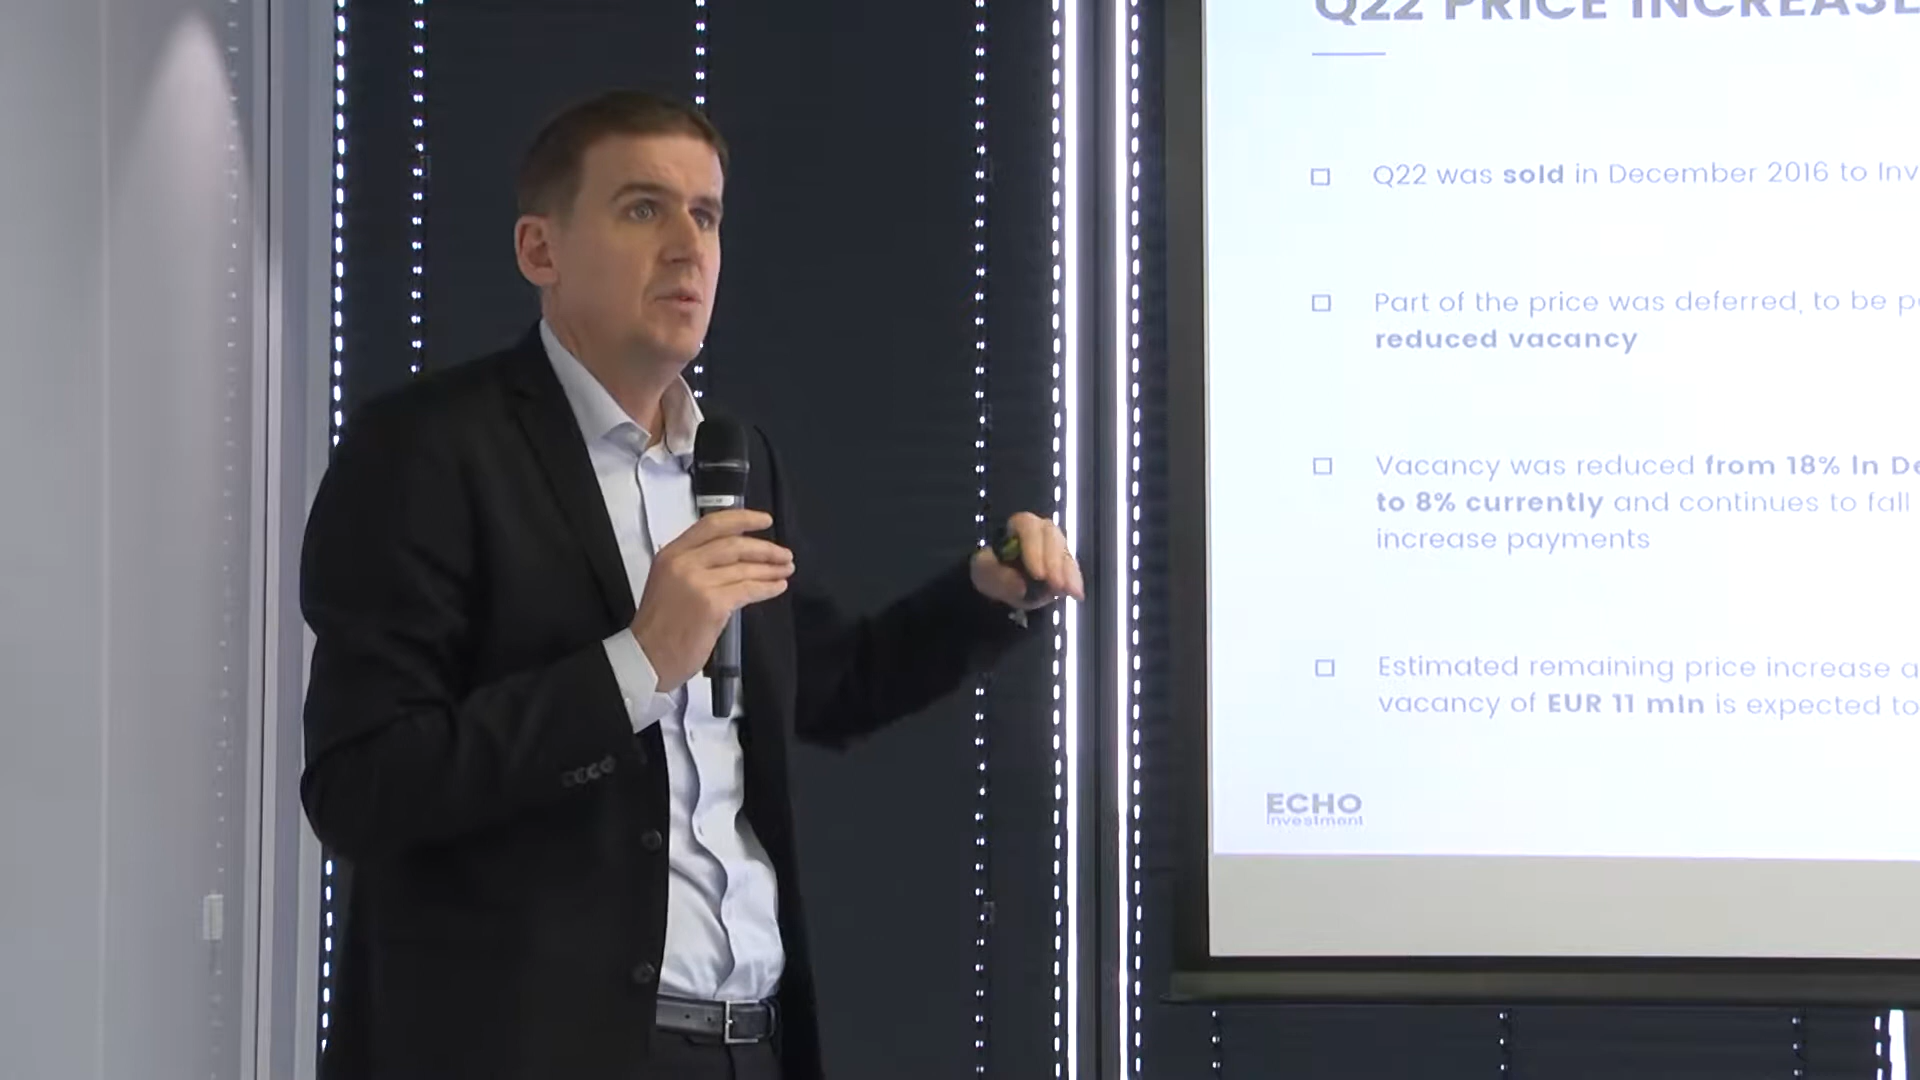 Q22 PRICE INCREASE
Q22 was sold in December 2016 to
Part of the price was deferred, to be
reduced vacancy
Vacancy was reduced from 18% In
to 8% currently and continues to fall
increase payments
Estimated remaining price increase
vacancy of EUR 11 mln is expected to
ECHO
investment